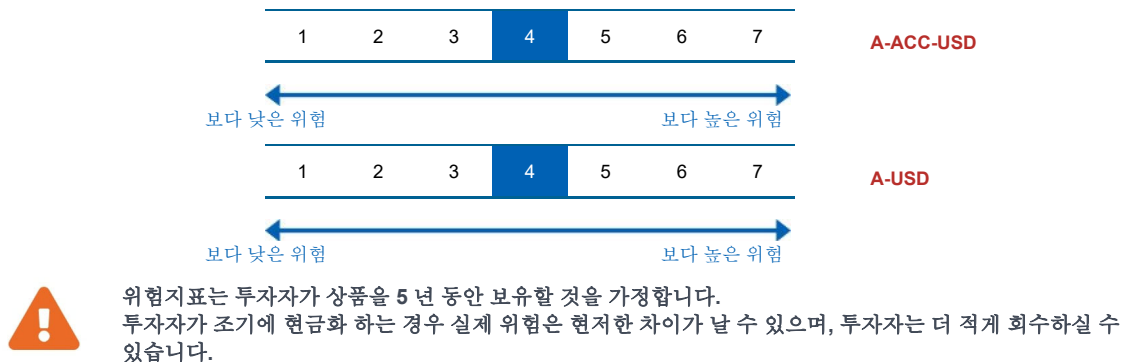 1 2 3 4 5 6 7 A-ACC-USD
보다 낮은 위험 보다 높은 위험
1 2 3 4 5 6 7 A-USD
보다 낮은 위험 보다 높은 위험
위험지표는 투자자가 상품을 5 년 동안 보유할 것을 가정합니다.
투자자가 조기에 현금화 하는 경우 실제 위험은 현저한 차이가 날 수 있으며, 투자자는 더 적게 회수하실 수
있습니다.